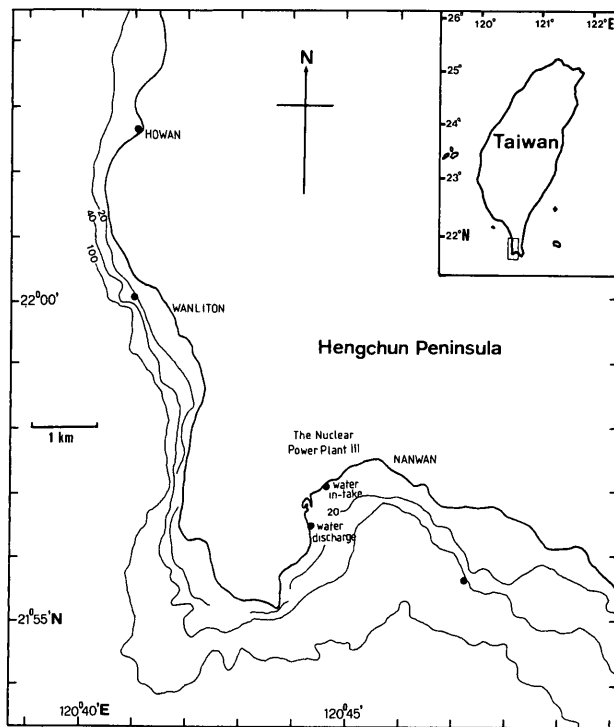 120° 121° 122°E
26°
25°
24°
23°
22°N
Taiwan
N
HOWAN
20
40
100
22°00'
WANLITON
Hengchun Peninsula
1 km
The Nuclear
Power Plant III
NANWAN
water
in-take
20
water
discharge
21°55'N
120°40'E
120°45'